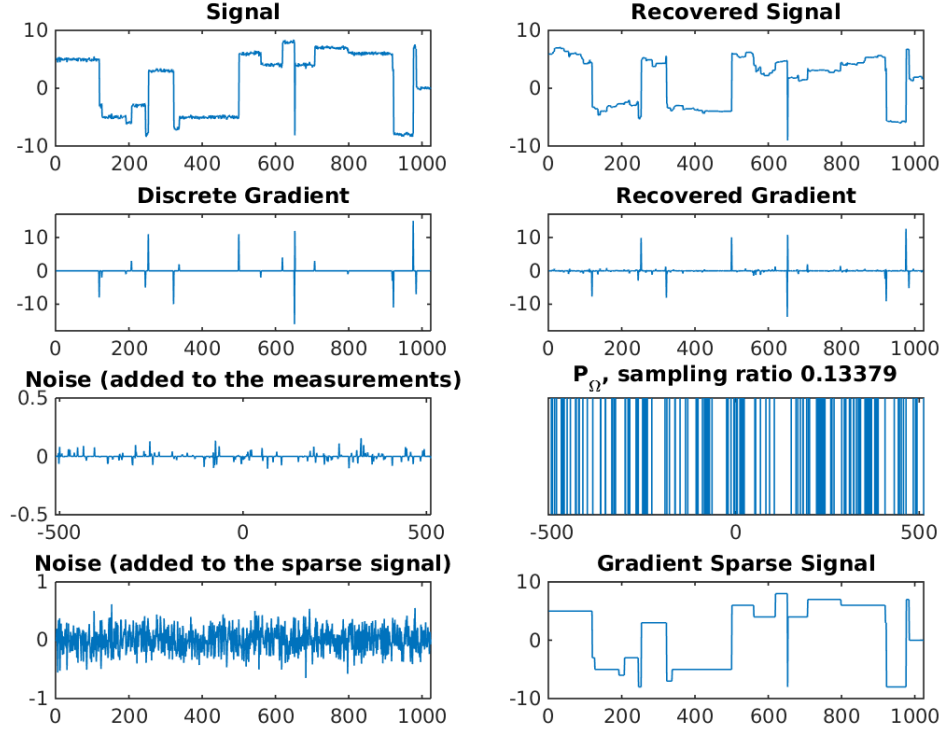 Signal
10
0
-10
0 200 400 600 800 1000
Recovered Signal
10
0
-10
0 200 400 600 800 1000
Discrete Gradient
10
0
-10
0 200 400 600 800 1000
Recovered Gradient
10
0
-10
0 200 400 600 800 1000
Noise (added to the measurements)
0.5
0
-0.5
-500 0 500
P_Ω, sampling ratio 0.13379
-500 0 500
Noise (added to the sparse signal)
1
0
-1
0 200 400 600 800 1000
Gradient Sparse Signal
10
0
-10
0 200 400 600 800 1000